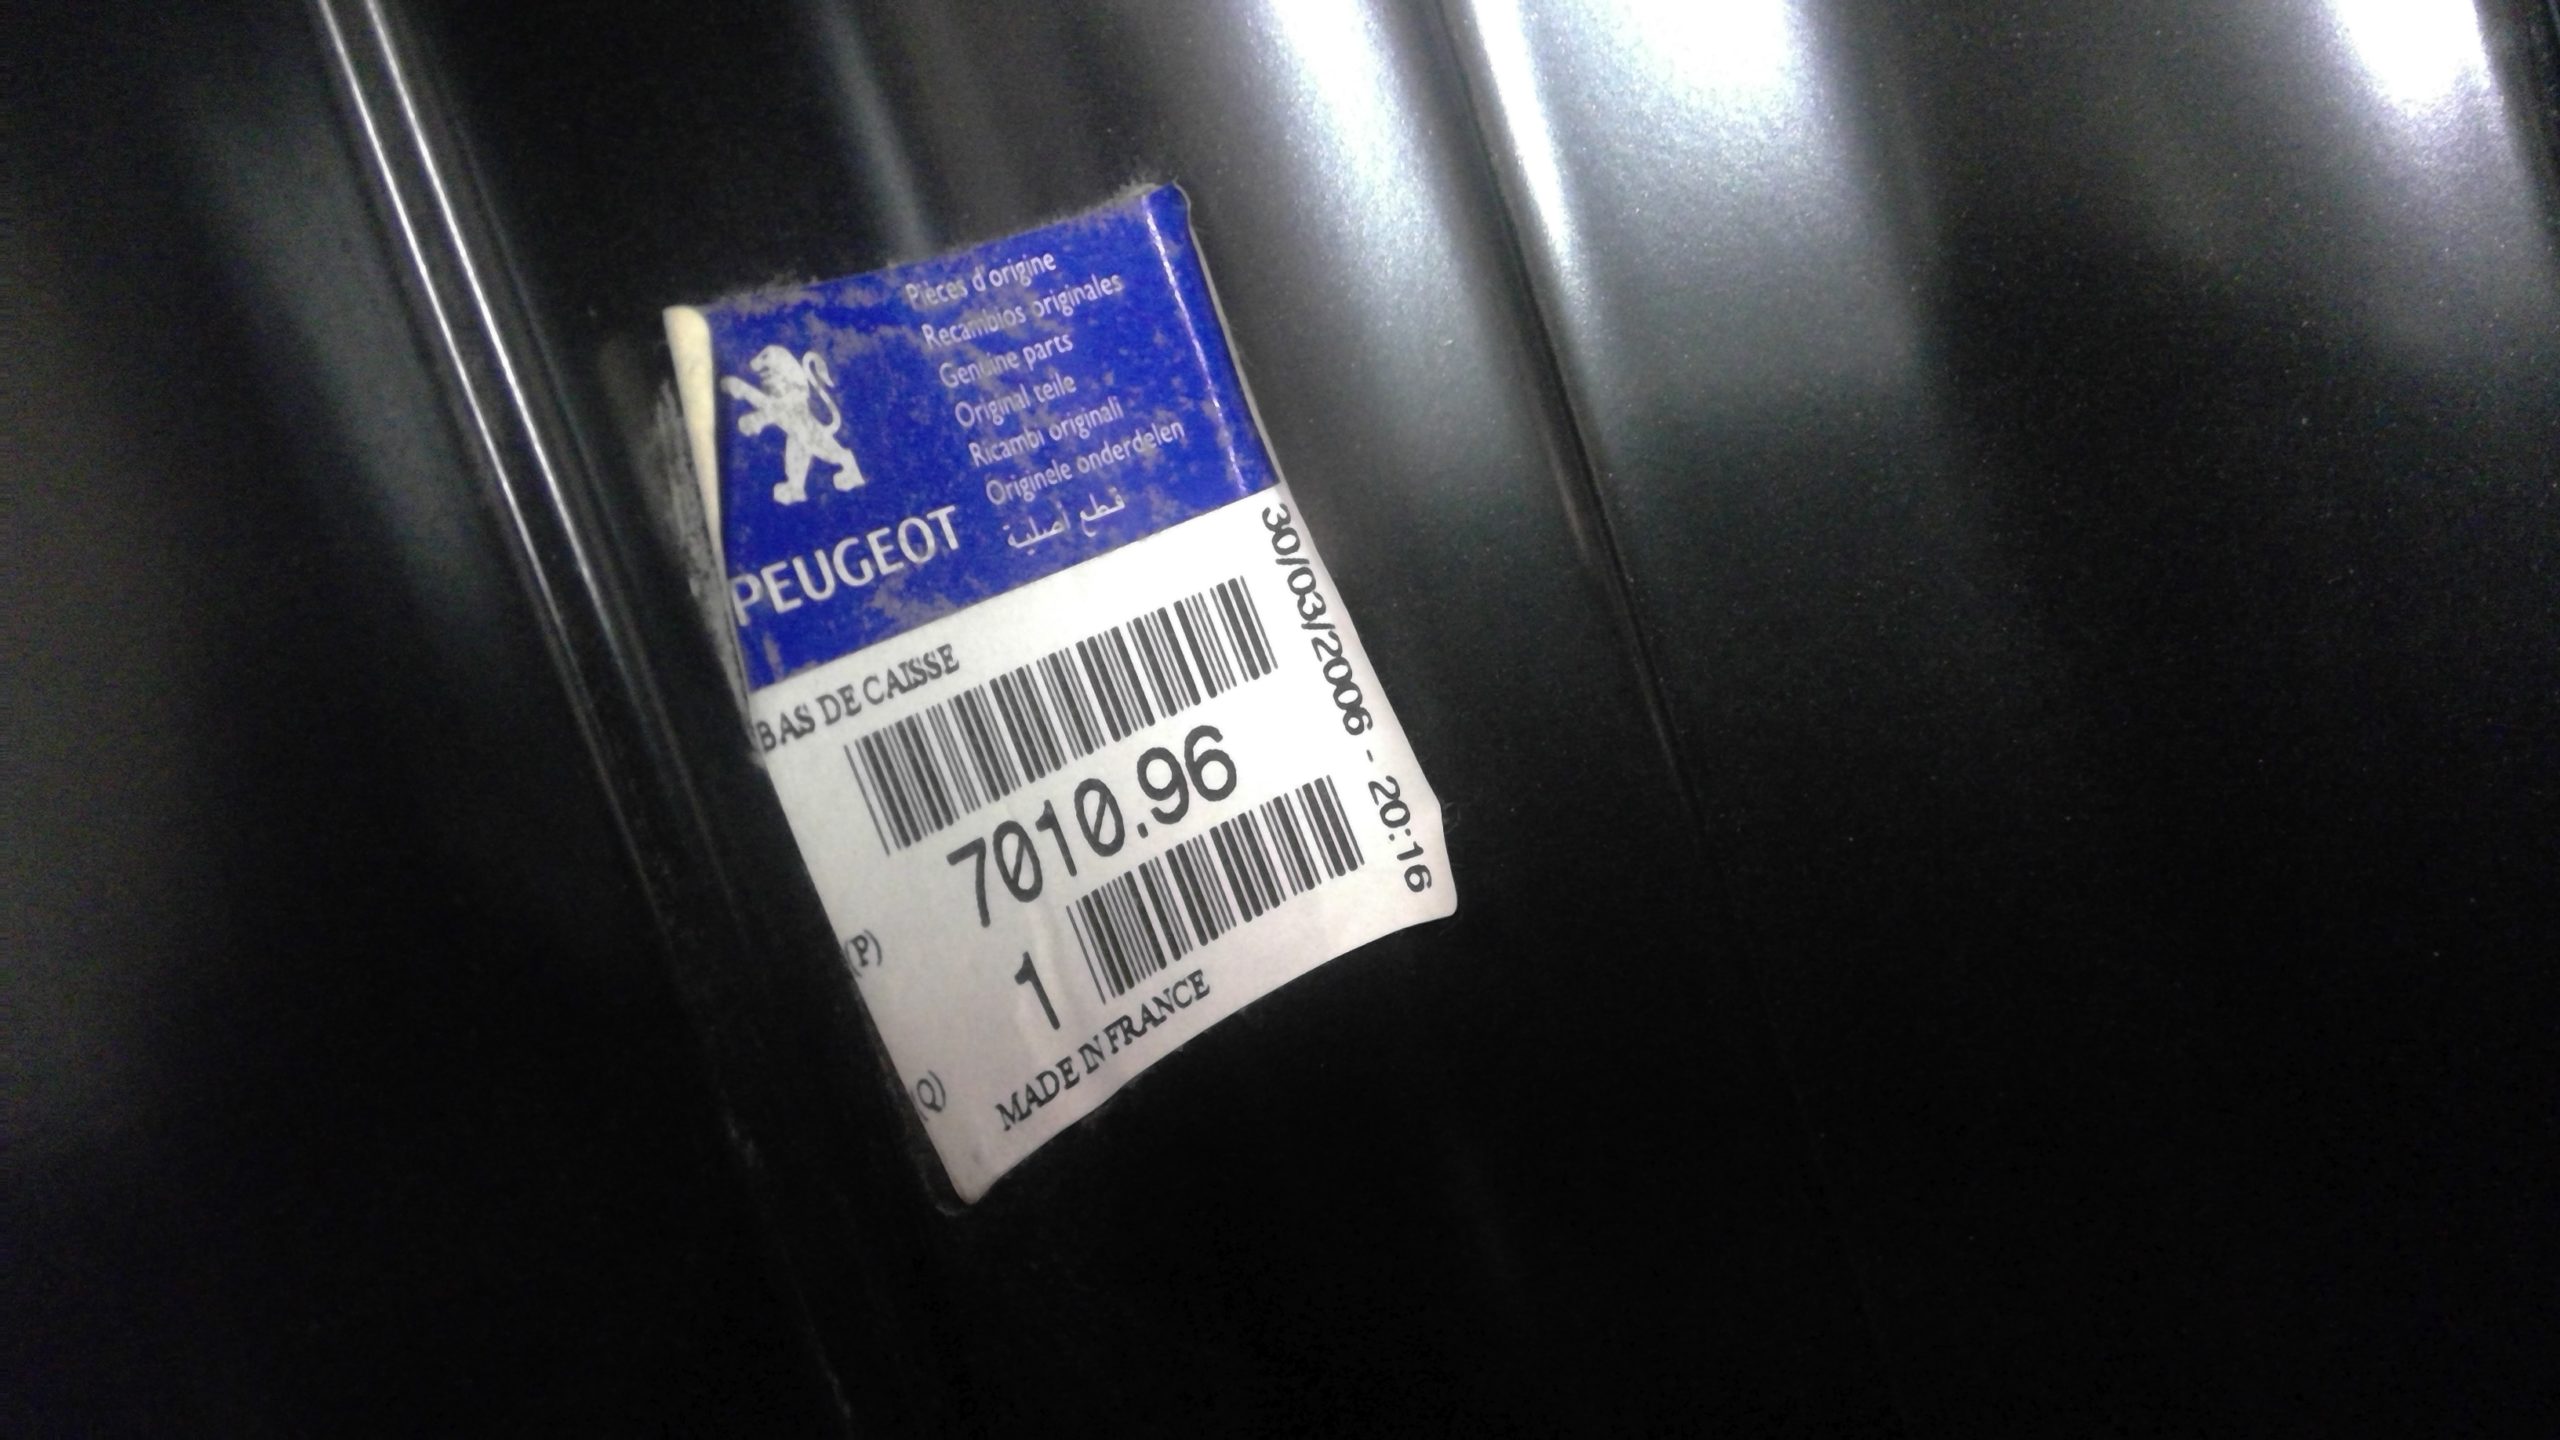 Pièces d'origine
Recambios originales
Genuine parts
Original teile
Ricambi originali
Originele onderdelen
قطع أصلية
PEUGEOT
BAS DE CAISSE
30/03/2006 - 20:16
7010.96
(P)
1
(Q)
MADE IN FRANCE